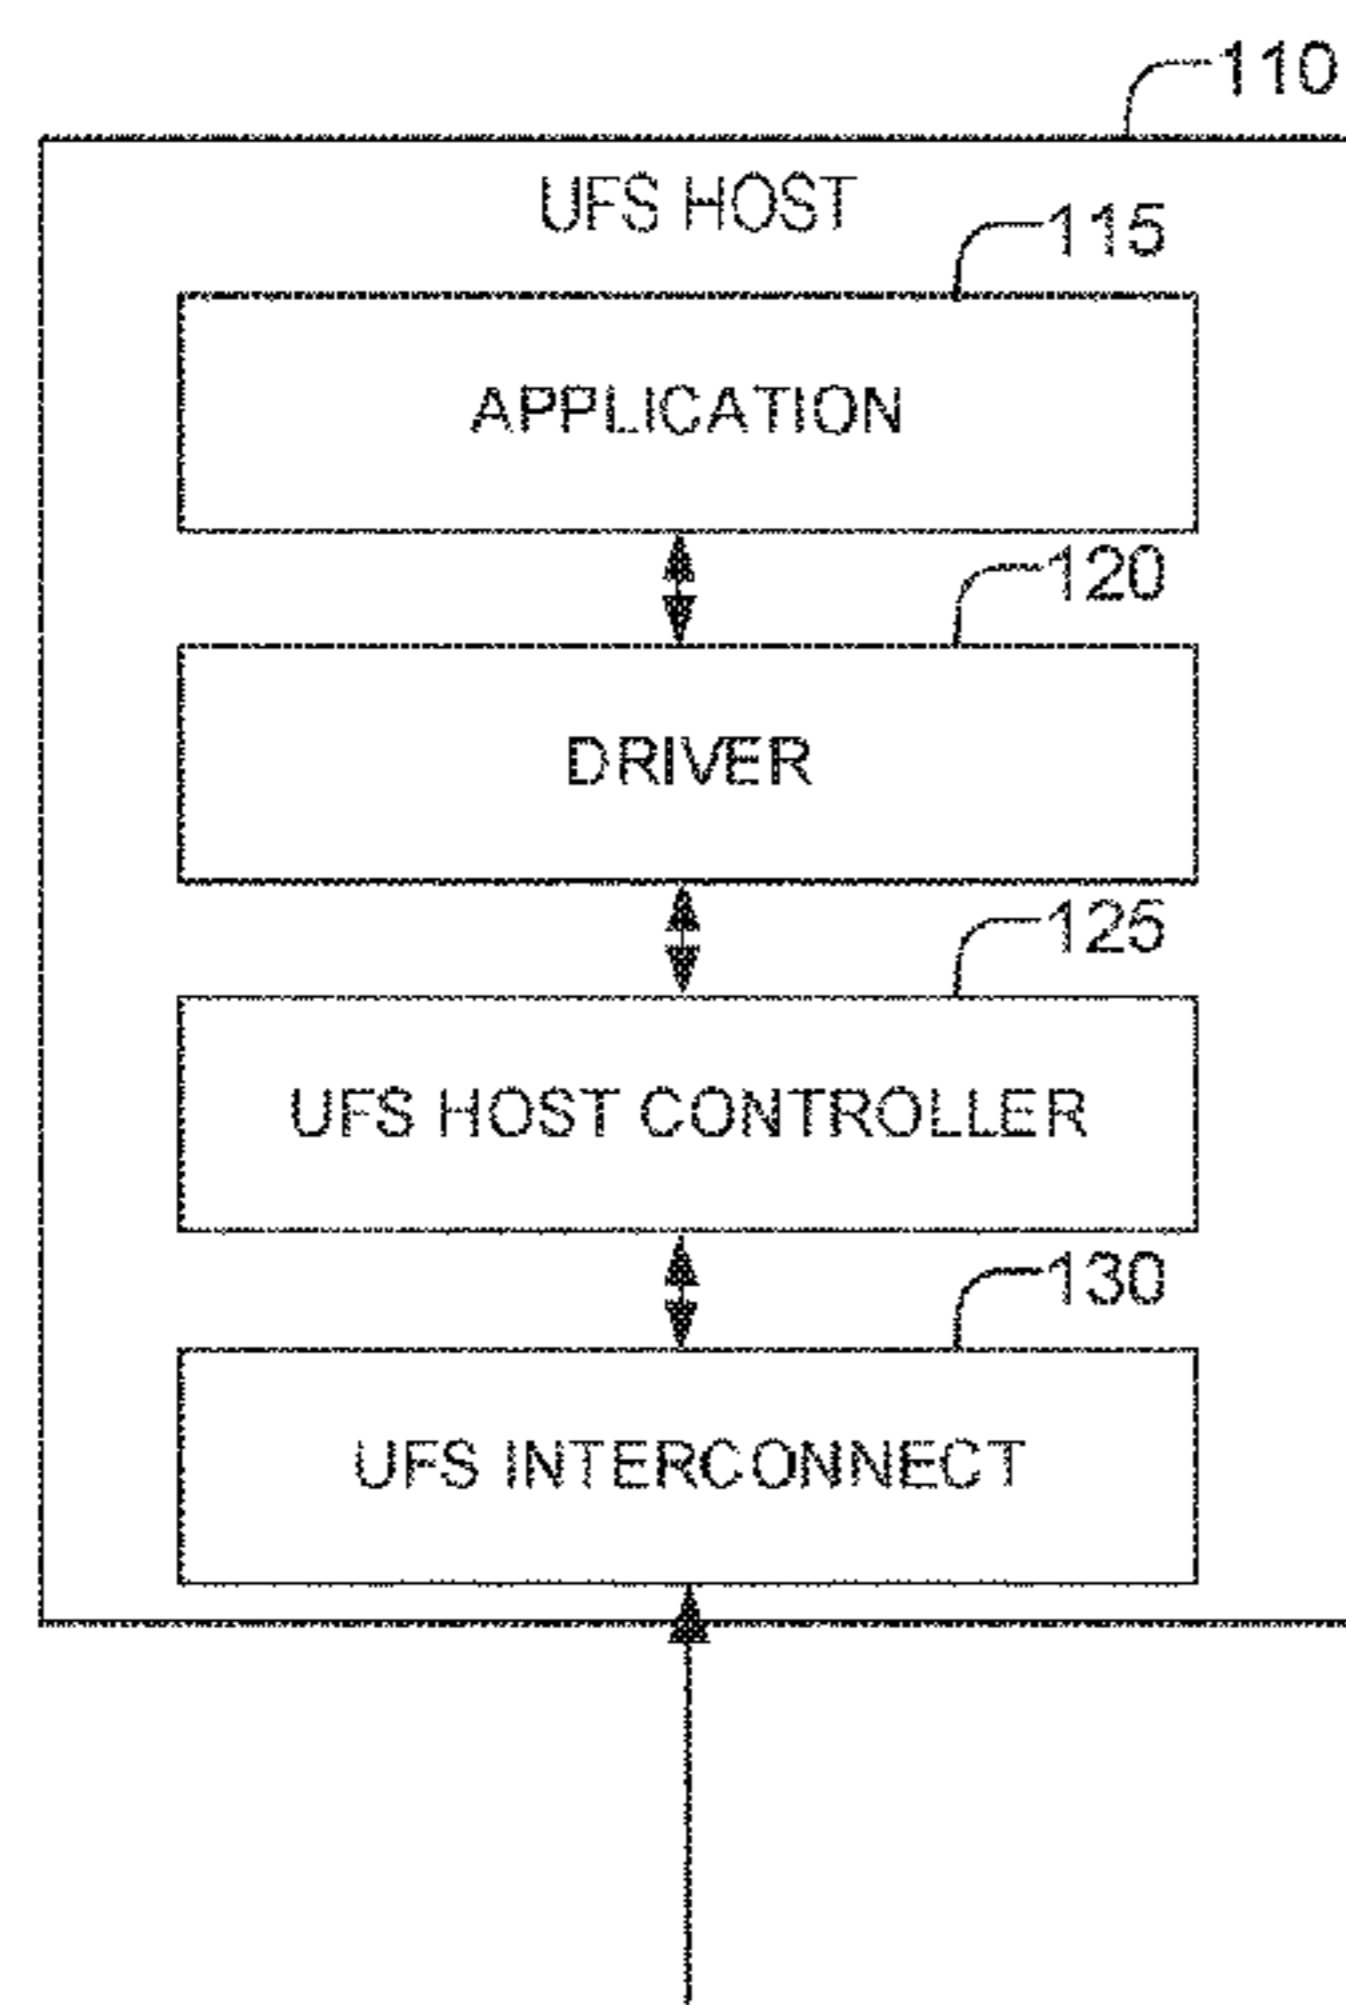 110
UFS HOST
115
APPLICATION
120
DRIVER
125
UFS HOST CONTROLLER
130
UFS INTERCONNECT